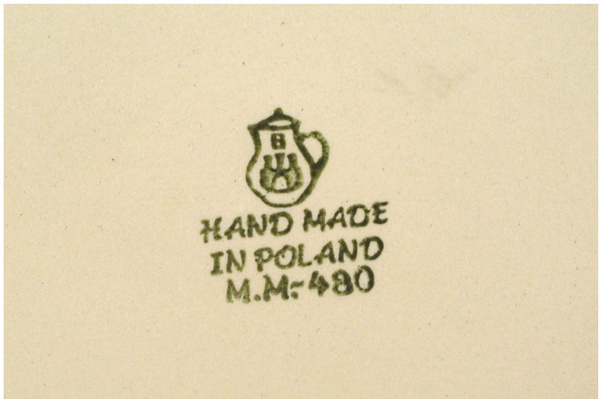 B
HAND MADE
IN POLAND
M.M.-480